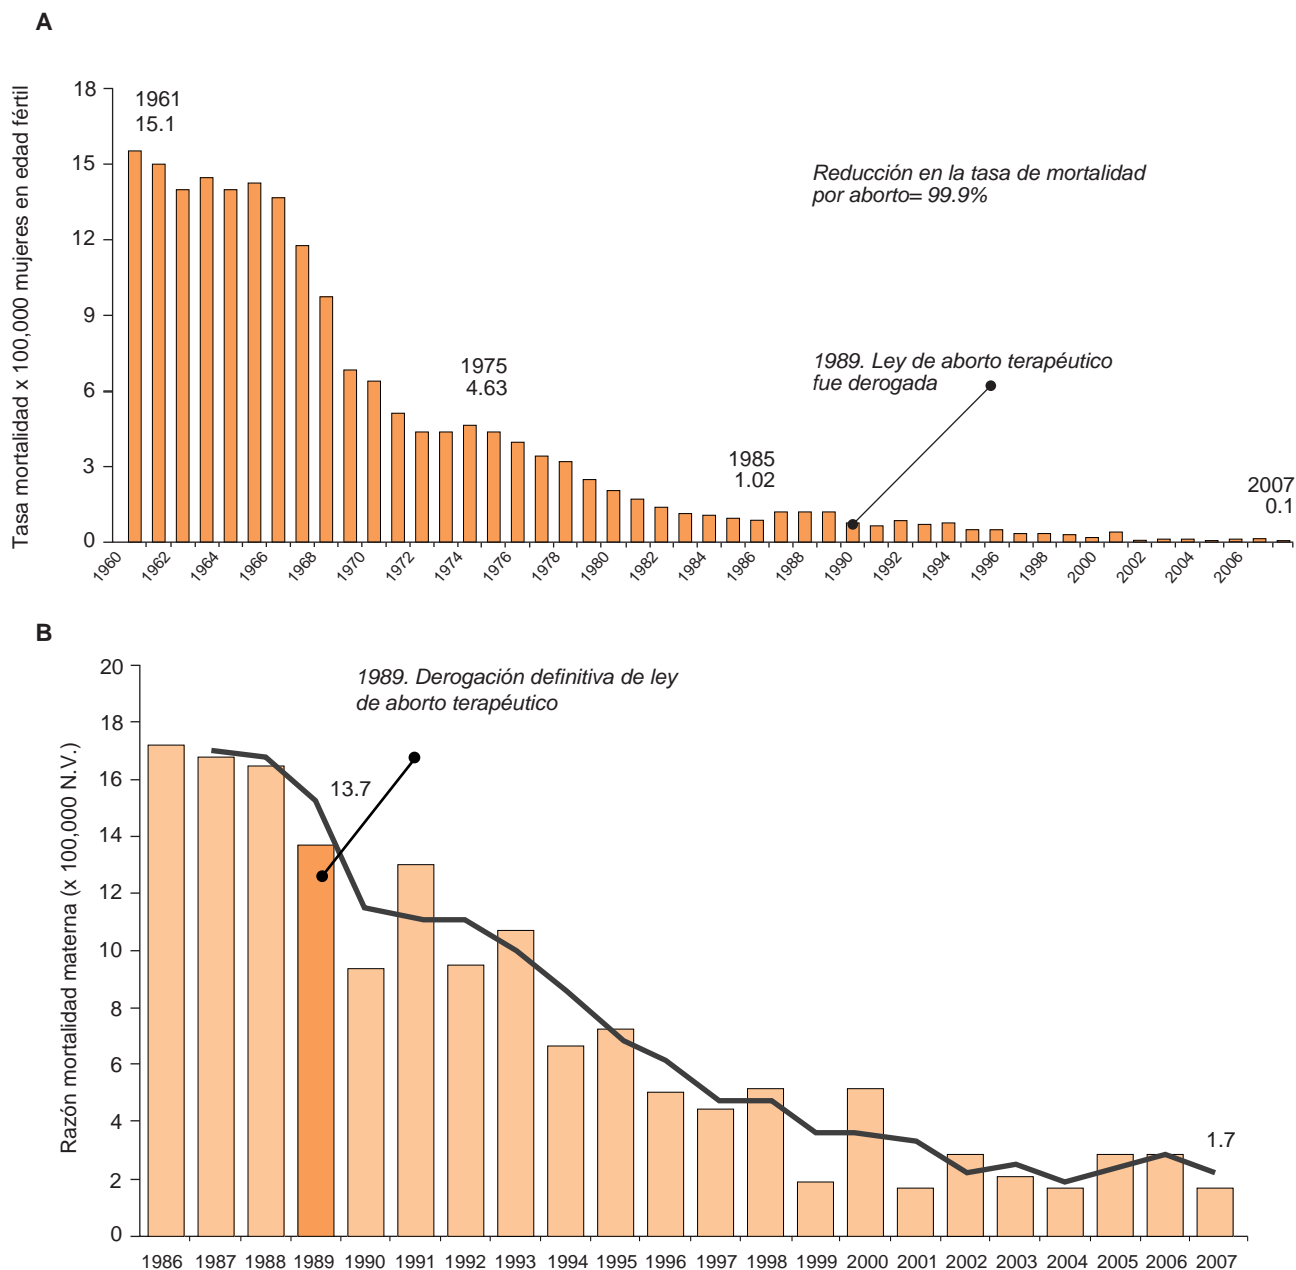 A
Tasa mortalidad x 100,000 mujeres en edad fértil
18
15
12
9
6
3
0
1961
15.1
Reducción en la tasa de mortalidad
por aborto= 99.9%
1975
4.63
1989. Ley de aborto terapéutico
fue derogada
1985
1.02
2007
0.1
1960 1962 1964 1966 1968 1970 1972 1974 1976 1978 1980 1982 1984 1986 1988 1990 1992 1994 1996 1998 2000 2002 2004 2006
B
Razón mortalidad materna (x 100,000 N.V.)
20
18
16
14
12
10
8
6
4
2
0
1989. Derogación definitiva de ley
de aborto terapéutico
13.7
1.7
1986 1987 1988 1989 1990 1991 1992 1993 1994 1995 1996 1997 1998 1999 2000 2001 2002 2003 2004 2005 2006 2007